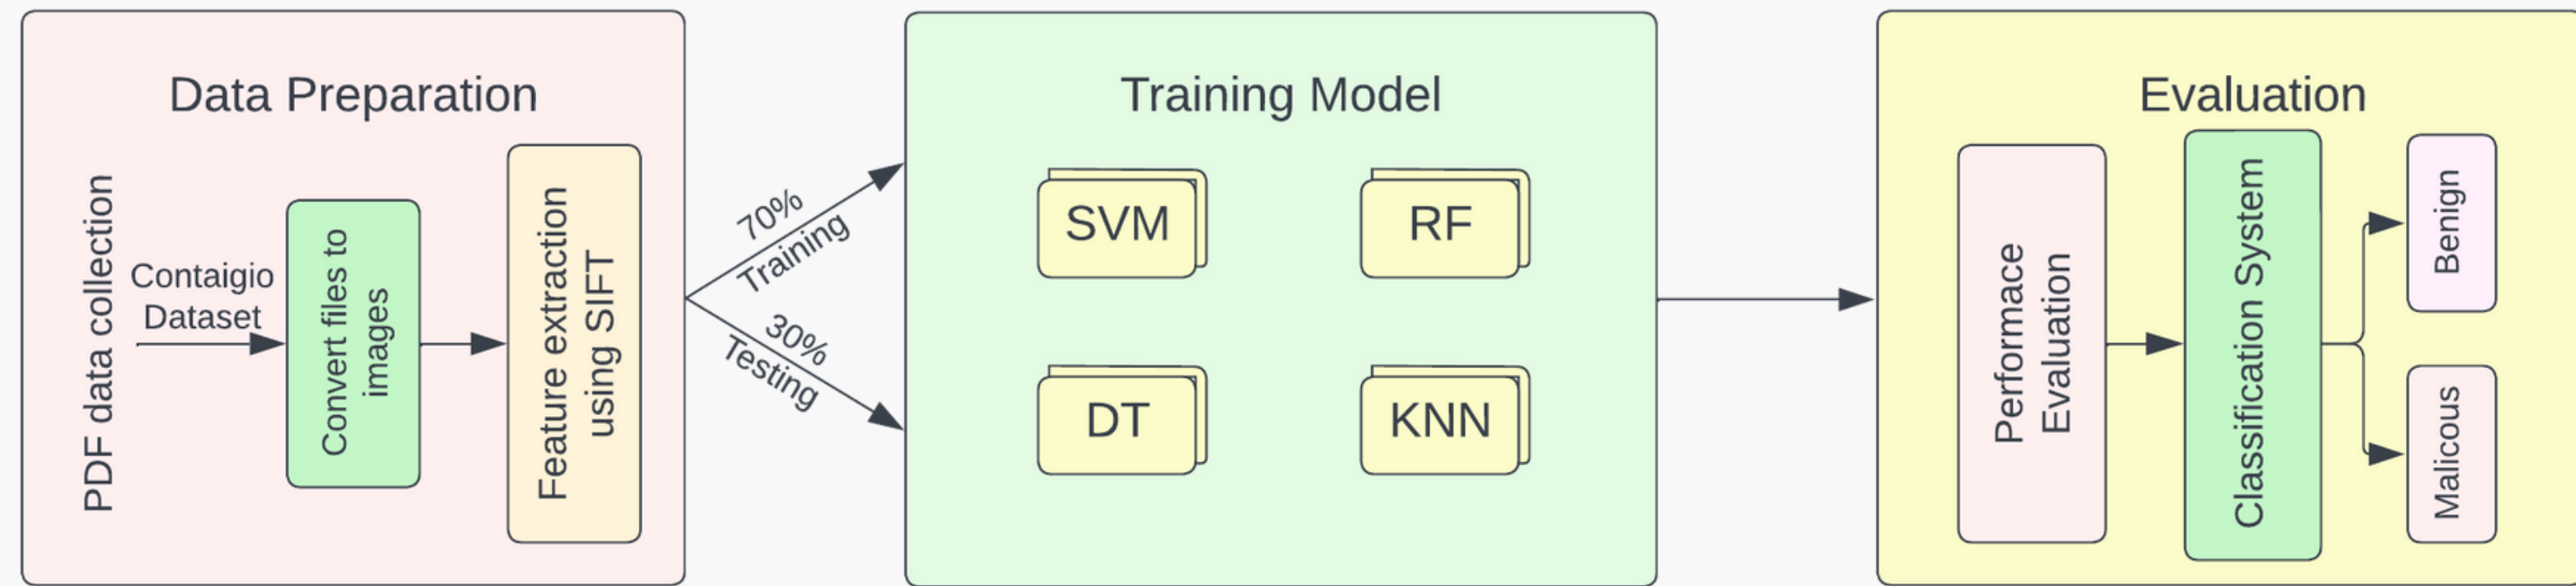 Data Preparation
PDF data collection
Contaigio
Dataset
Convert files to
images
Feature extraction
using SIFT
70%
Training
30%
Testing
Training Model
SVM
RF
DT
KNN
Evaluation
Performace
Evaluation
Classification System
Benign
Malicous